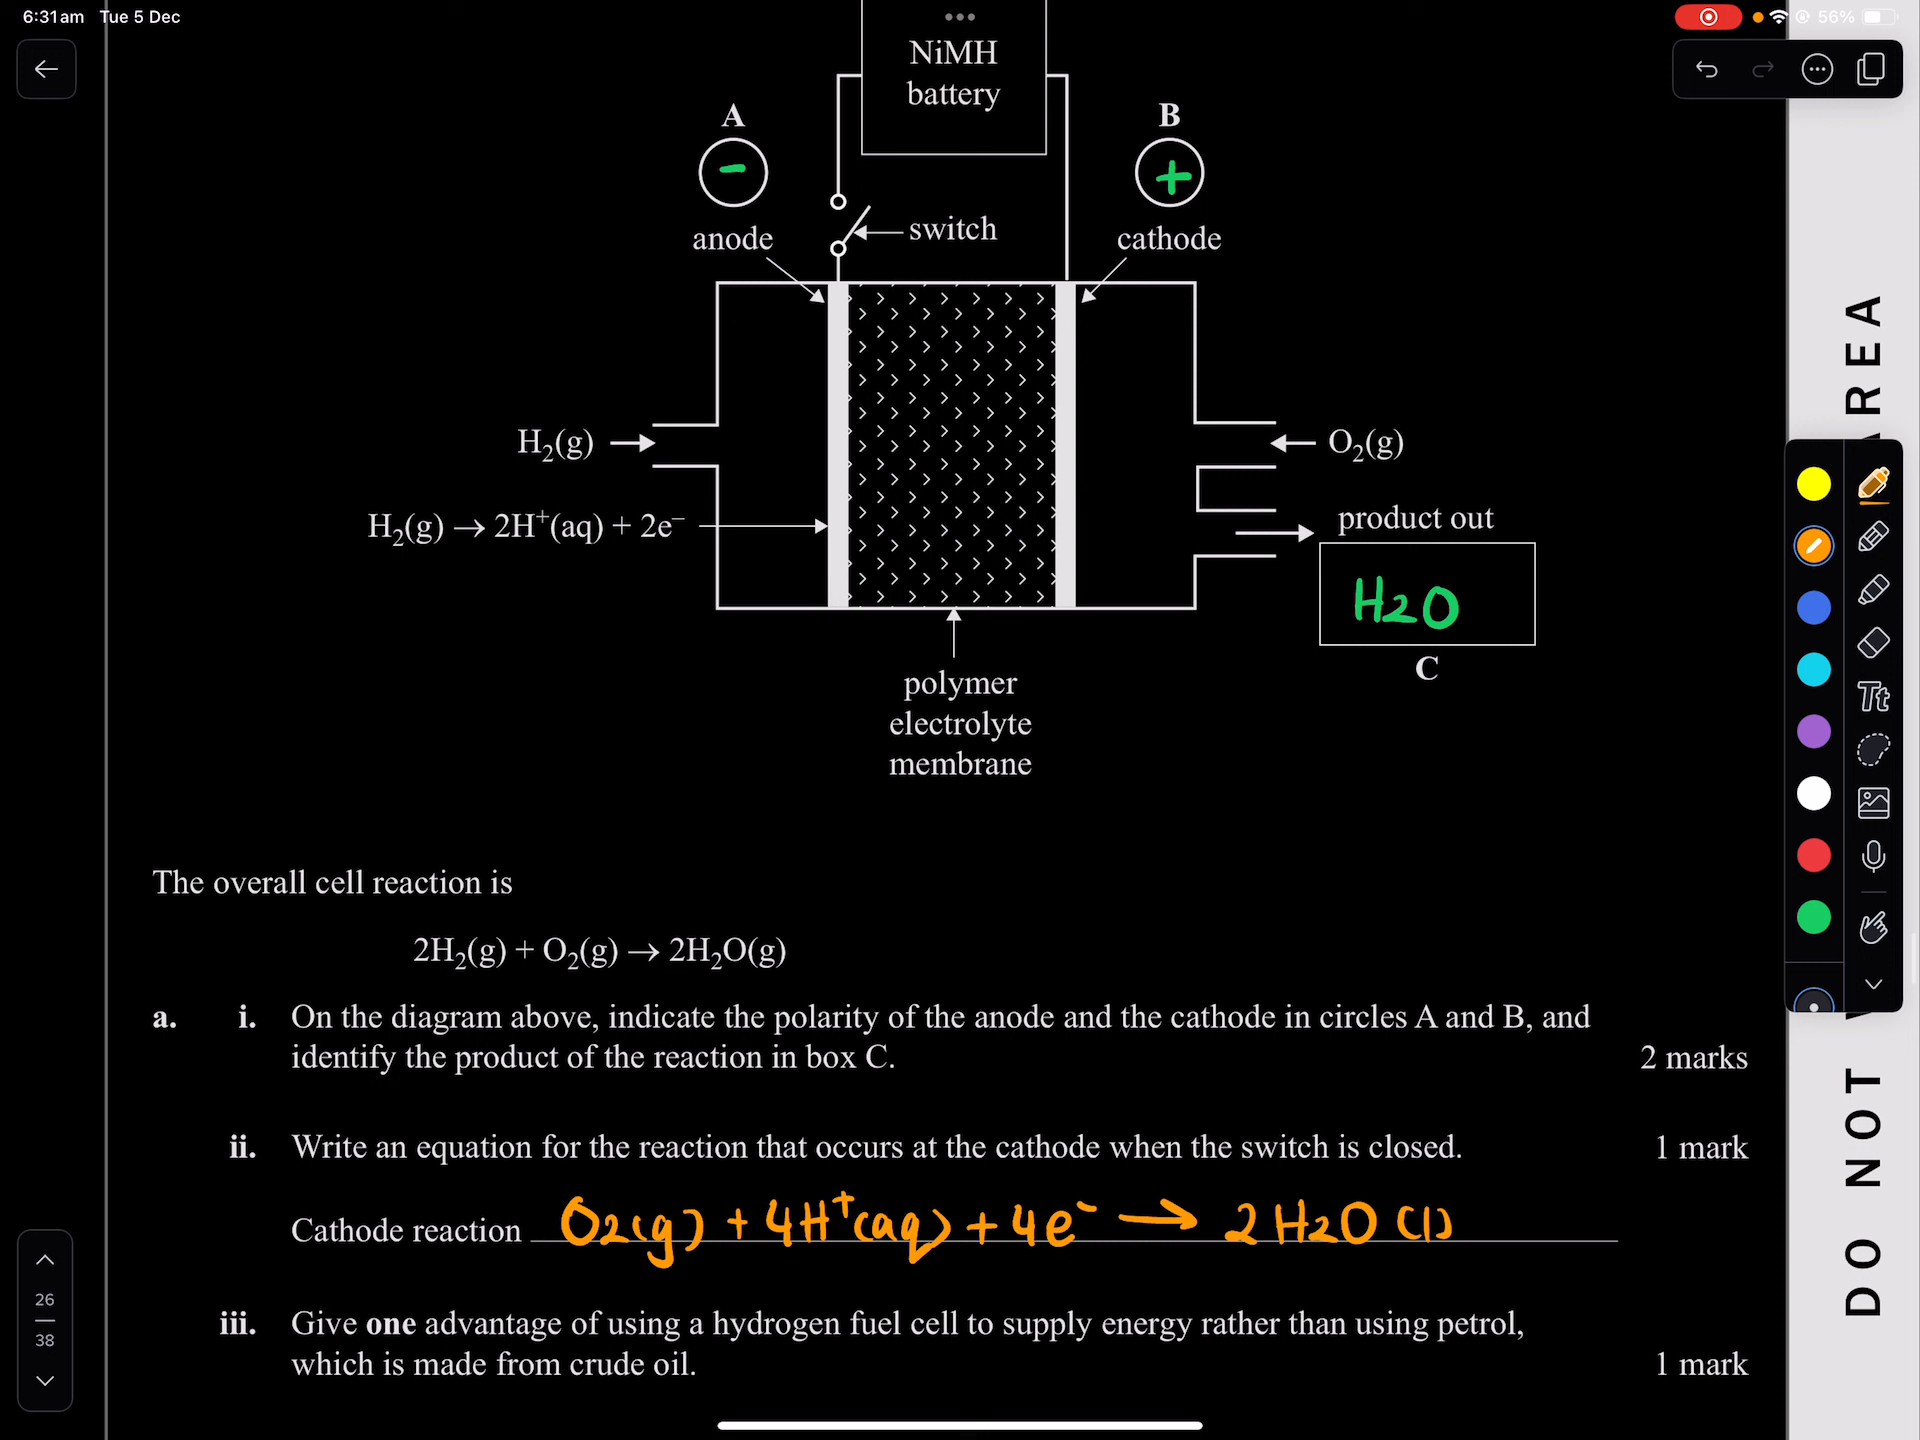 6:31am Tue 5 Dec
56%
NiMH
battery
A
B
-
+
switch
anode
cathode
H₂(g)
O₂(g)
H₂(g) → 2H⁺(aq) + 2e⁻
product out
H2O
C
polymer
electrolyte
membrane
The overall cell reaction is
2H₂(g) + O₂(g) → 2H₂O(g)
a. i. On the diagram above, indicate the polarity of the anode and the cathode in circles A and B, and
identify the product of the reaction in box C. 2 marks
ii. Write an equation for the reaction that occurs at the cathode when the switch is closed. 1 mark
Cathode reaction O2(g) + 4H⁺(aq) + 4e⁻ → 2H2O (l)
iii. Give one advantage of using a hydrogen fuel cell to supply energy rather than using petrol,
which is made from crude oil. 1 mark
26
38
Tt
DO NOT
AREA